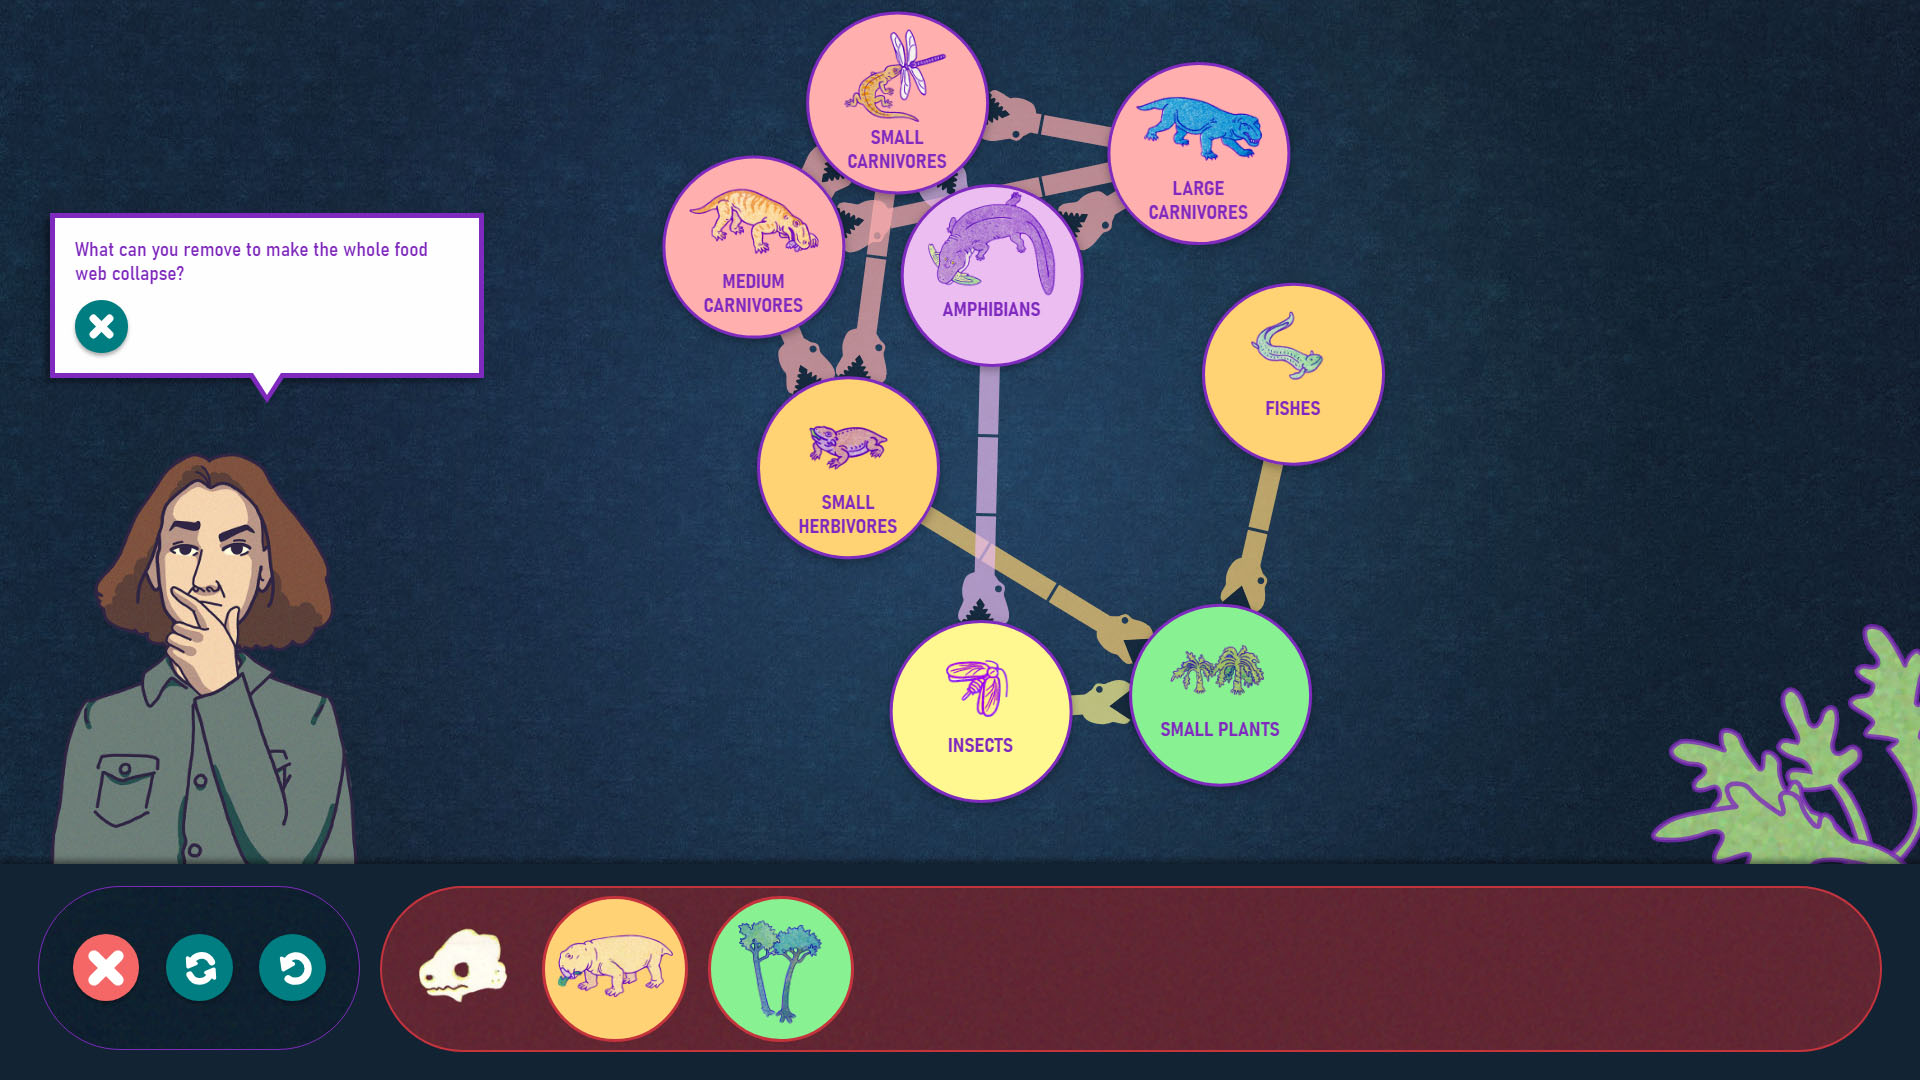 SMALL
CARNIVORES
LARGE
CARNIVORES
What can you remove to make the whole food
web collapse?
MEDIUM
CARNIVORES
AMPHIBIANS
FISHES
SMALL
HERBIVORES
SMALL PLANTS
INSECTS